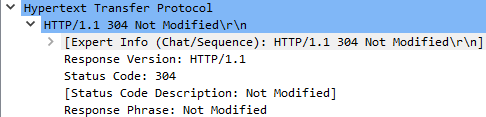 Hypertext Transfer Protocol
HTTP/1.1 304 Not Modified\r\n
[Expert Info (Chat/Sequence): HTTP/1.1 304 Not Modified\r\n]
Response Version: HTTP/1.1
Status Code: 304
[Status Code Description: Not Modified]
Response Phrase: Not Modified